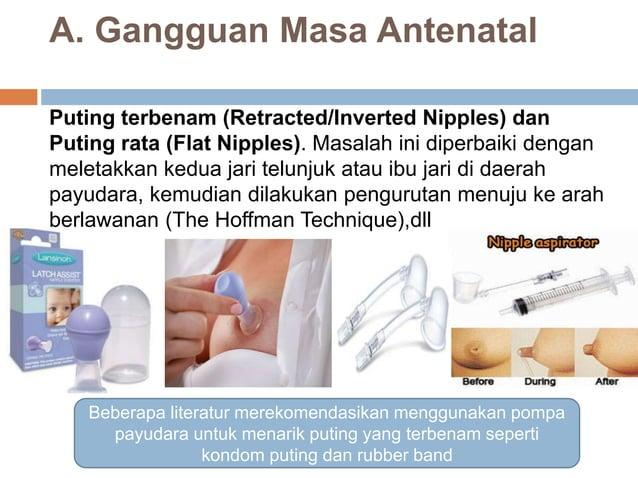 A. Gangguan Masa Antenatal
Puting terbenam (Retracted/Inverted Nipples) dan
Puting rata (Flat Nipples). Masalah ini diperbaiki dengan
meletakkan kedua jari telunjuk atau ibu jari di daerah
payudara, kemudian dilakukan pengurutan menuju ke arah
berlawanan (The Hoffman Technique),dll
Lansinoh
LATCH ASSIST
Nipple aspirator
Before During After
Beberapa literatur merekomendasikan menggunakan pompa
payudara untuk menarik puting yang terbenam seperti
kondom puting dan rubber band